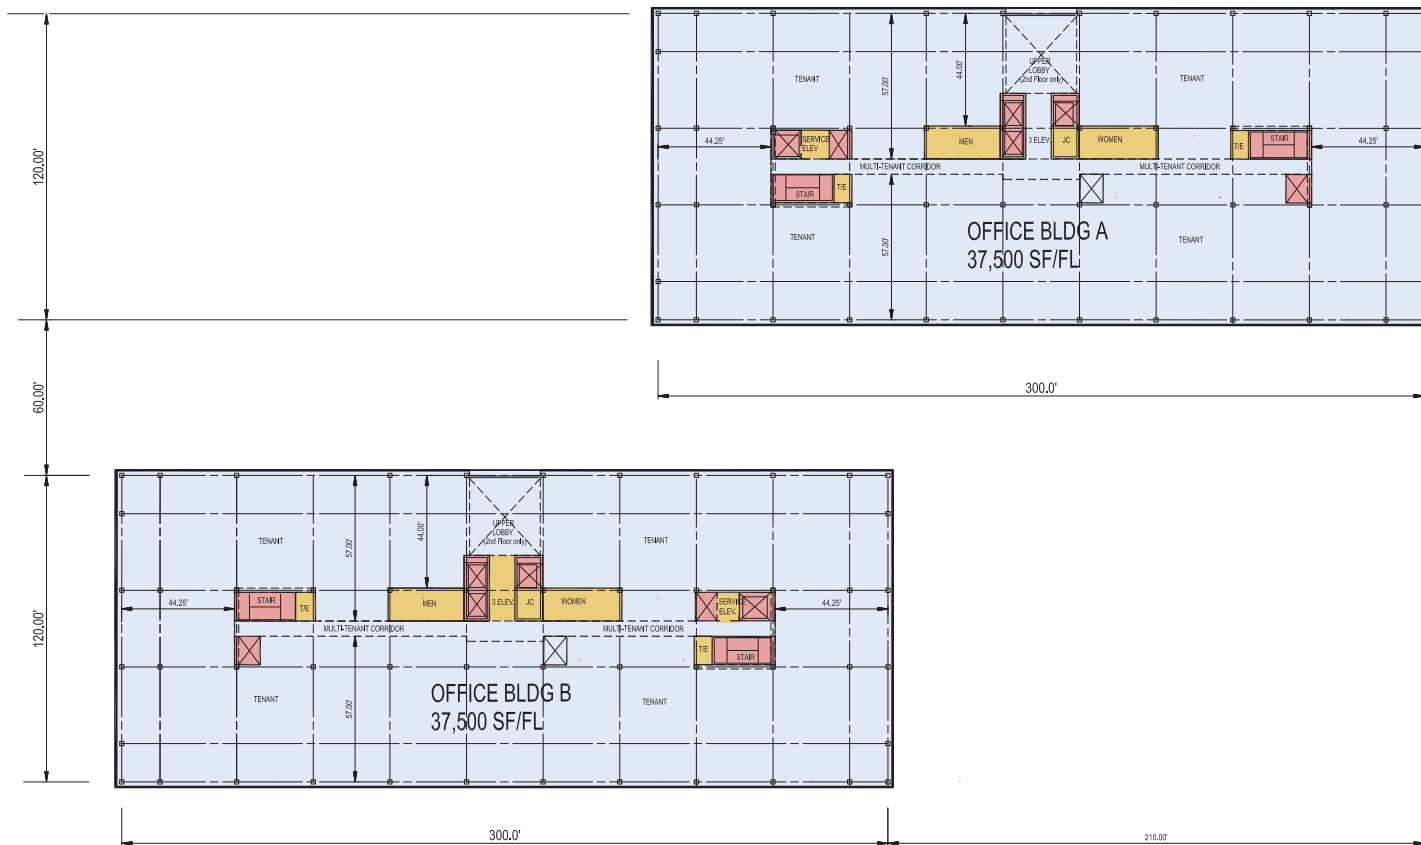 120.00'
60.00'
120.00'
TENANT
57.00'
44.00'
UPPER
LOBBY
(2nd Floor only)
TENANT
44.25'
SERVICE
ELEV
MEN
3 ELEV.
JC
WOMEN
T/E
STAIR
44.25'
MULTI-TENANT CORRIDOR
MULTI-TENANT CORRIDOR
STAIR
T/E
TENANT
57.00'
OFFICE BLDG A
37,500 SF/FL
TENANT
300.0'
TENANT
57.00'
44.00'
UPPER
LOBBY
(2nd Floor only)
TENANT
44.25'
STAIR
T/E
MEN
3 ELEV.
JC
WOMEN
SERVICE
ELEV.
44.25'
MULTI-TENANT CORRIDOR
MULTI-TENANT CORRIDOR
T/E
STAIR
TENANT
57.00'
OFFICE BLDG B
37,500 SF/FL
TENANT
300.0'
210.00'